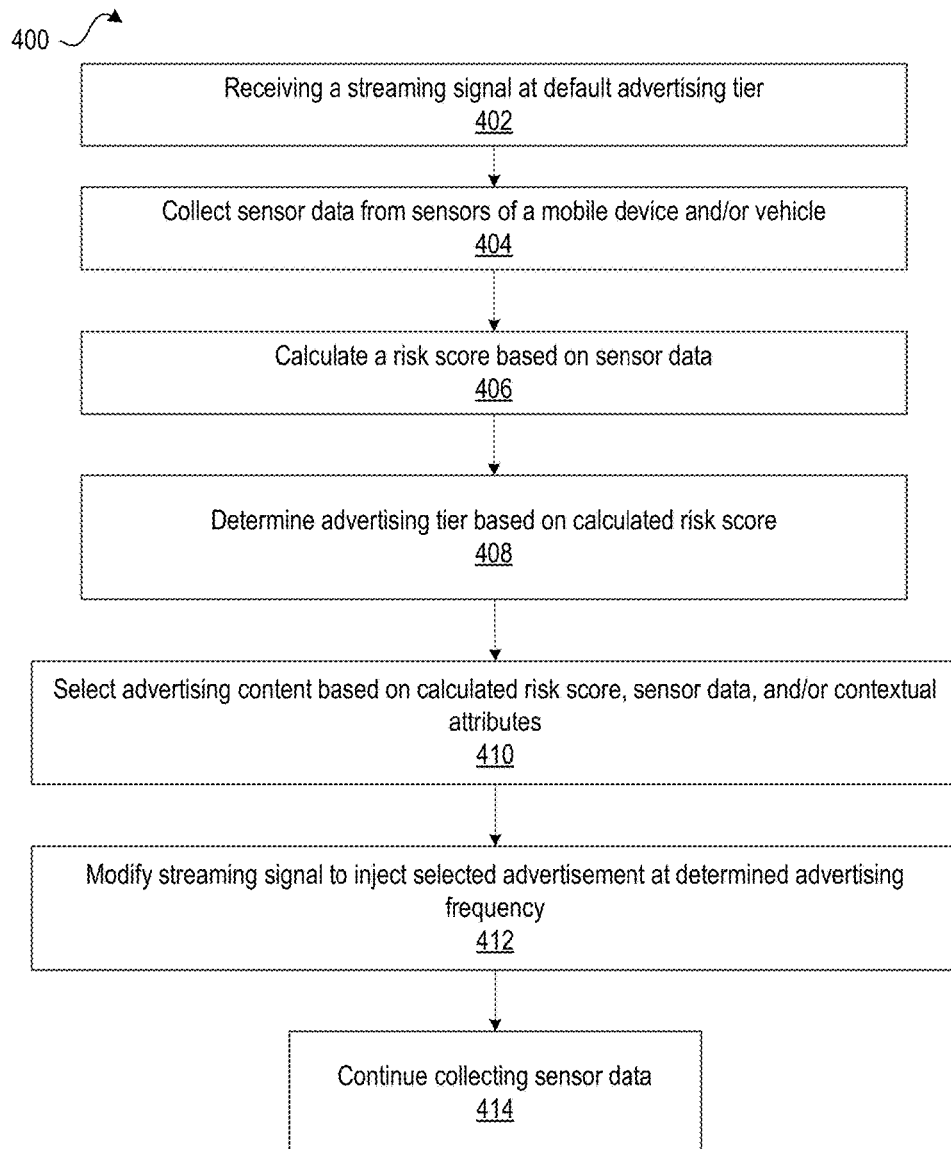 400
Receiving a streaming signal at default advertising tier
402
Collect sensor data from sensors of a mobile device and/or vehicle
404
Calculate a risk score based on sensor data
406
Determine advertising tier based on calculated risk score
408
Select advertising content based on calculated risk score, sensor data, and/or contextual
attributes
410
Modify streaming signal to inject selected advertisement at determined advertising
frequency
412
Continue collecting sensor data
414